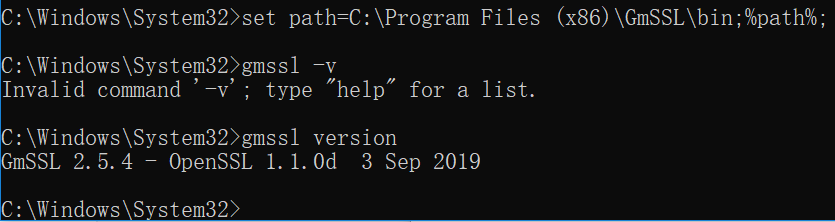 C:\Windows\System32>set path=C:\Program Files (x86)\GmSSL\bin;%path%;
C:\Windows\System32>gmssl -v
Invalid command '-v'; type "help" for a list.
C:\Windows\System32>gmssl version
GmSSL 2.5.4 - OpenSSL 1.1.0d  3 Sep 2019
C:\Windows\System32>